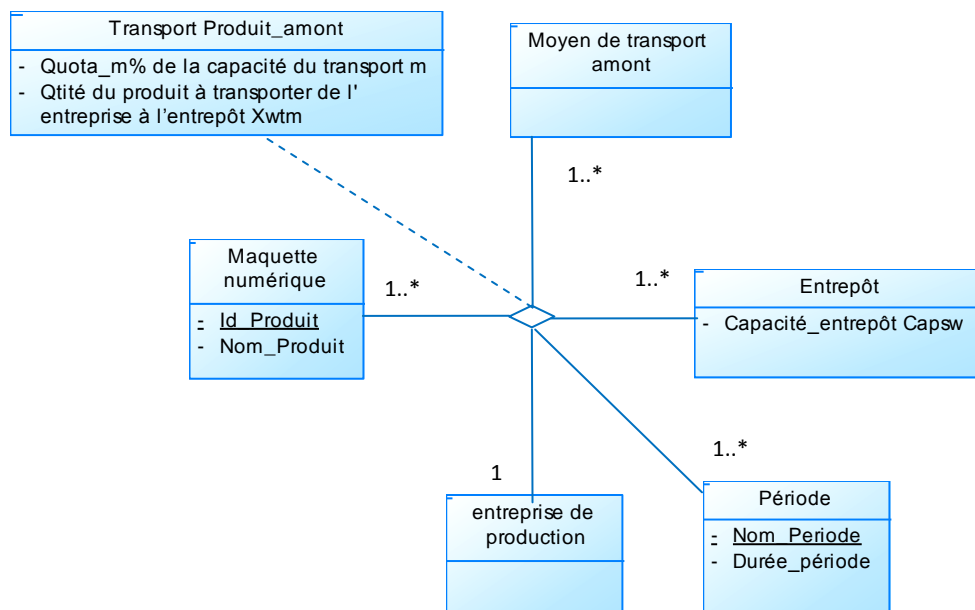 Transport Produit_amont
- Quota_m% de la capacité du transport m
- Qtité du produit à transporter de l'
entreprise à l’entrepôt Xwtm
Moyen de transport
amont
1..*
Maquette
numérique
- Id_Produit
- Nom_Produit
1..*
1..*
Entrepôt
- Capacité_entrepôt Capsw
1..*
1
entreprise de
production
Période
- Nom_Periode
- Durée_période